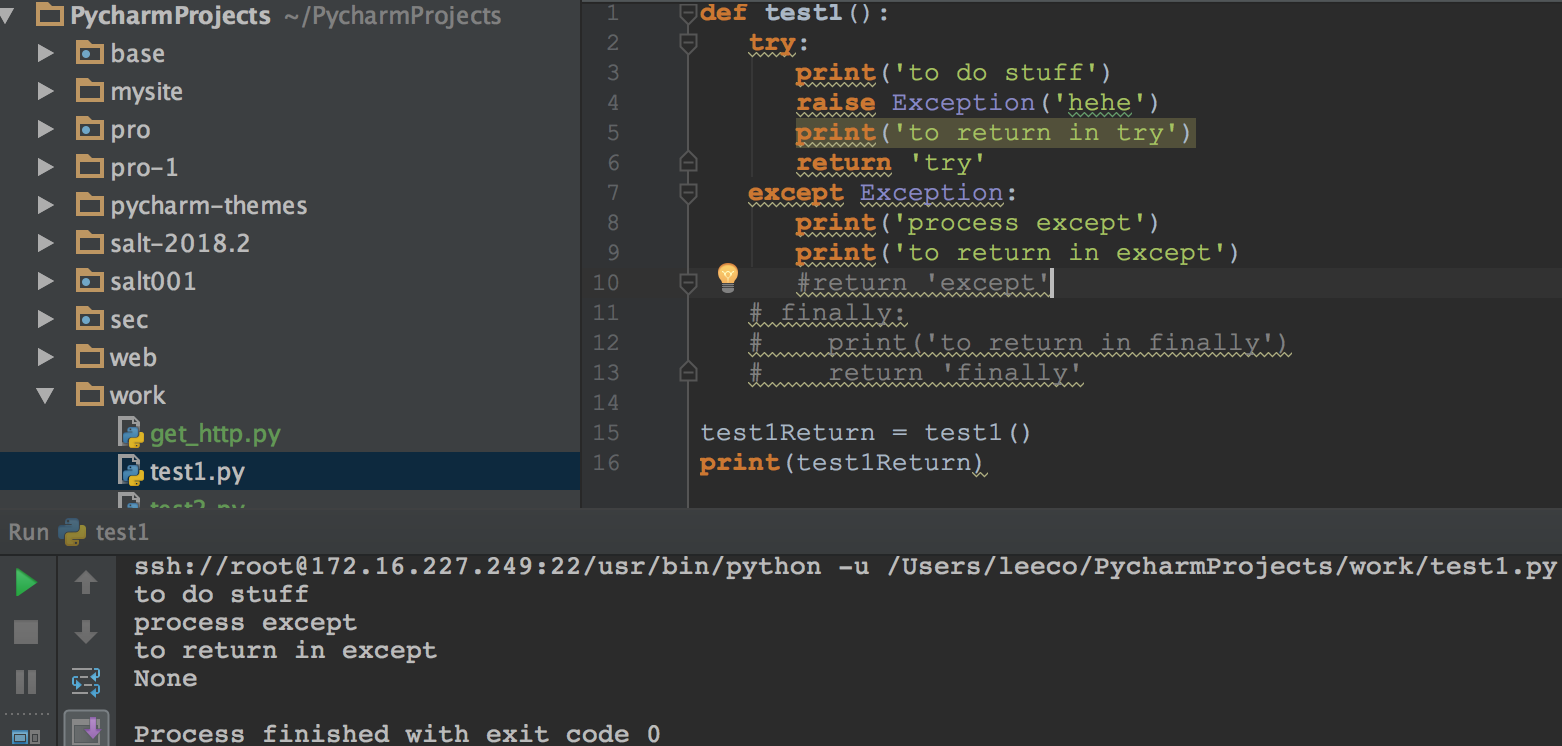 PycharmProjects ~/PycharmProjects
base
mysite
pro
pro-1
pycharm-themes
salt-2018.2
salt001
sec
web
work
get_http.py
test1.py
test2.py
1 def test1():
2 try:
3 print('to do stuff')
4 raise Exception('hehe')
5 print('to return in try')
6 return 'try'
7 except Exception:
8 print('process except')
9 print('to return in except')
10 #return 'except'
11 # finally:
12 #    print('to return in finally')
13 #    return 'finally'
14
15 test1Return = test1()
16 print(test1Return)
Run test1
ssh://root@172.16.227.249:22/usr/bin/python -u /Users/leeco/PycharmProjects/work/test1.py
to do stuff
process except
to return in except
None
Process finished with exit code 0